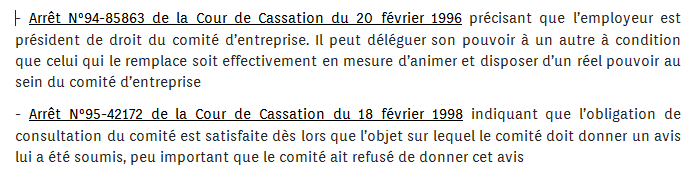 - Arrêt N°94-85863 de la Cour de Cassation du 20 février 1996 précisant que l'employeur est
président de droit du comité d'entreprise. Il peut déléguer son pouvoir à un autre à condition
que celui qui le remplace soit effectivement en mesure d'animer et disposer d'un réel pouvoir au
sein du comité d'entreprise
- Arrêt N°95-42172 de la Cour de Cassation du 18 février 1998 indiquant que l'obligation de
consultation du comité est satisfaite dès lors que l'objet sur lequel le comité doit donner un avis
lui a été soumis, peu important que le comité ait refusé de donner cet avis